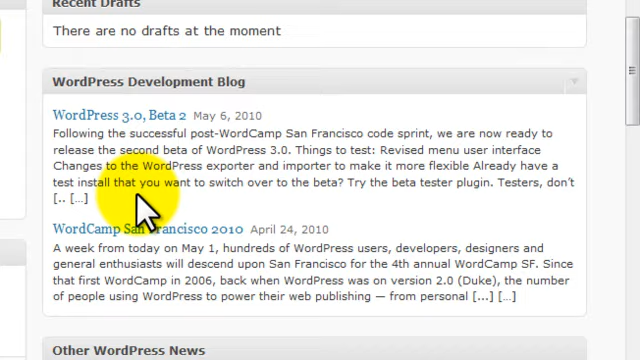 Recent Drafts
There are no drafts at the moment
WordPress Development Blog
WordPress 3.0, Beta 2 May 6, 2010
Following the successful post-WordCamp San Francisco code sprint, we are now ready to
release the second beta of WordPress 3.0. Things to test: Revised menu user interface
Changes to the WordPress exporter and importer to make it more flexible Already have a
test install that you want to switch over to the beta? Try the beta tester plugin. Testers, don't
[.. [...]
WordCamp San Francisco 2010 April 24, 2010
A week from today on May 1, hundreds of WordPress users, developers, designers and
general enthusiasts will descend upon San Francisco for the 4th annual WordCamp SF. Since
that first WordCamp in 2006, back when WordPress was on version 2.0 (Duke), the number
of people using WordPress to power their web publishing — from personal [...] [...]
Other WordPress News